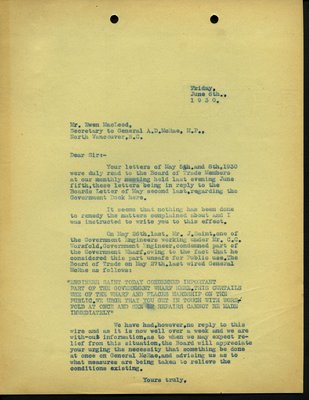 Friday,
June 6th.,
1 9 3 0.
Mr. Ewen MacLeod,
Secretary to General A.D.McRae, M.P.,
North Vancouver,B.C.
Dear Sir:-
Your letters of May 5th,and 8th,1930
were duly read to the Board of Trade Members
at our monthly meeting held last evening June
fifth,these letters being in reply to the
Boards Letter of May second last,regarding the
Government Dock here.
It seems that nothing has been done
to remedy the matters complained about and I
was instructed to write you to this effect.
On May 26th,last, Mr. J.Saint,one of
the Government Engineers working under Mr. C.G.
Worsfold,Government Engineer,condemned part of
the Government Wharf,owing to the fact that he
considered this part unsafe for Public use,The
Board of Trade on May 27th,last wired General
McRae as follows:
"ENGINEER SAINT TODAY CONDEMNED IMPORTANT
PART OF THE GOVERNMENT WHARF HERE,THIS CURTAILS
USE OF THE WHARF AND PLACES HARDSHIP ON THE
PUBLIC,WE URGE THAT YOU GET IN TOUCH WITH WORS-
FOLD AT ONCE AND SEE IF REPAIRS CANNOT BE MADE
IMMEDIATELY"
We have had,however,no reply to this
wire and as it is now well over a week and we are
with-out information,as to when we may expect re-
lief from this situation,the Board will appreciate
your urging the necessity that something be done
at once on General McRae,and advising us as to
what measures are being taken to relieve the
conditions existing.
Yours truly,